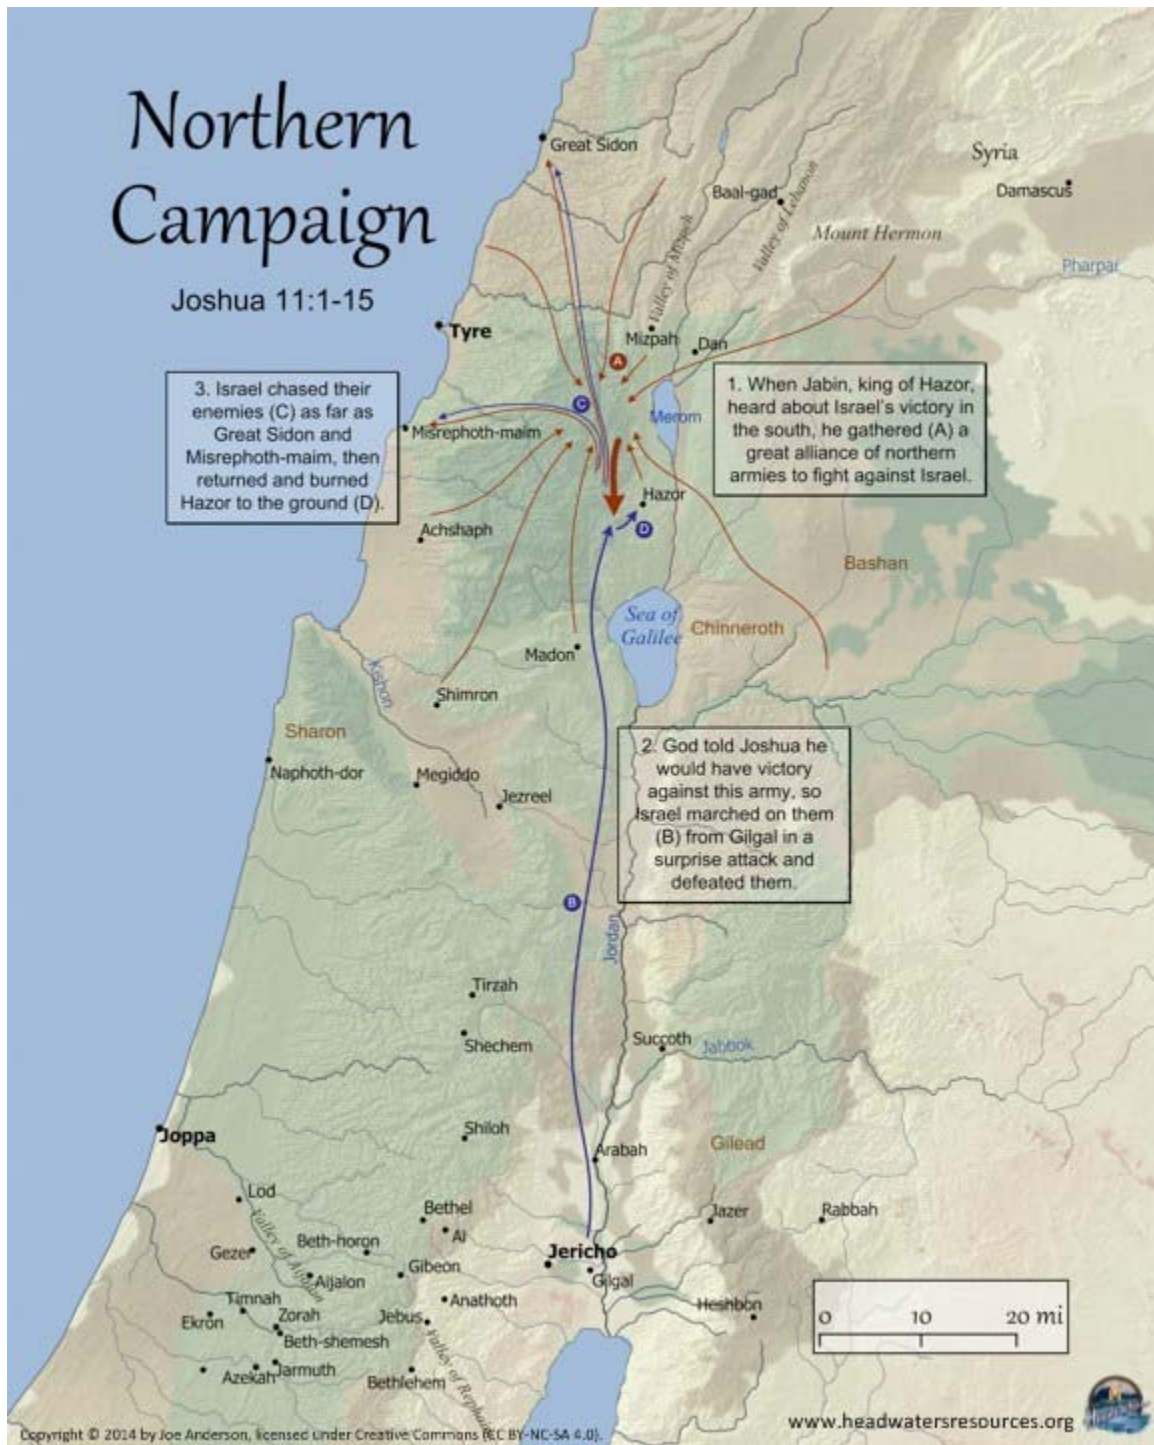 Northern
Campaign
Joshua 11:1-15
Great Sidon
Syria
Damascus
Baal-gad
Valley of Lebanon
Mount Hermon
Valley of Mizpah
Pharpar
Tyre
Mizpah
Dan
A
3. Israel chased their
enemies (C) as far as
Great Sidon and
Misrephoth-maim, then
returned and burned
Hazor to the ground (D).
1. When Jabin, king of Hazor,
heard about Israel's victory in
the south, he gathered (A) a
great alliance of northern
armies to fight against Israel.
C
Merom
Misrephoth-maim
Hazor
D
Achshaph
Bashan
Sea of
Galilee
Chinneroth
Madon
Kishon
Shimron
Sharon
Naphoth-dor
Megiddo
Jezreel
2. God told Joshua he
would have victory
against this army, so
Israel marched on them
(B) from Gilgal in a
surprise attack and
defeated them.
B
Jordan
Tirzah
Shechem
Succoth
Jabbok
Joppa
Shiloh
Arabah
Gilead
Lod
Bethel
Jazer
Rabbah
Valley of Aijalon
Gezer
Beth-horon
Ai
Jericho
Gibeon
Aijalon
Gilgal
Timnah
Anathoth
Heshbon
Ekron
Zorah
Jebus
Beth-shemesh
Valley of Rephaim
Azekah
Jarmuth
Bethlehem
0 10 20 mi
www.headwatersresources.org
Copyright © 2014 by Joe Anderson, licensed under Creative Commons (CC BY-NC-SA 4.0).